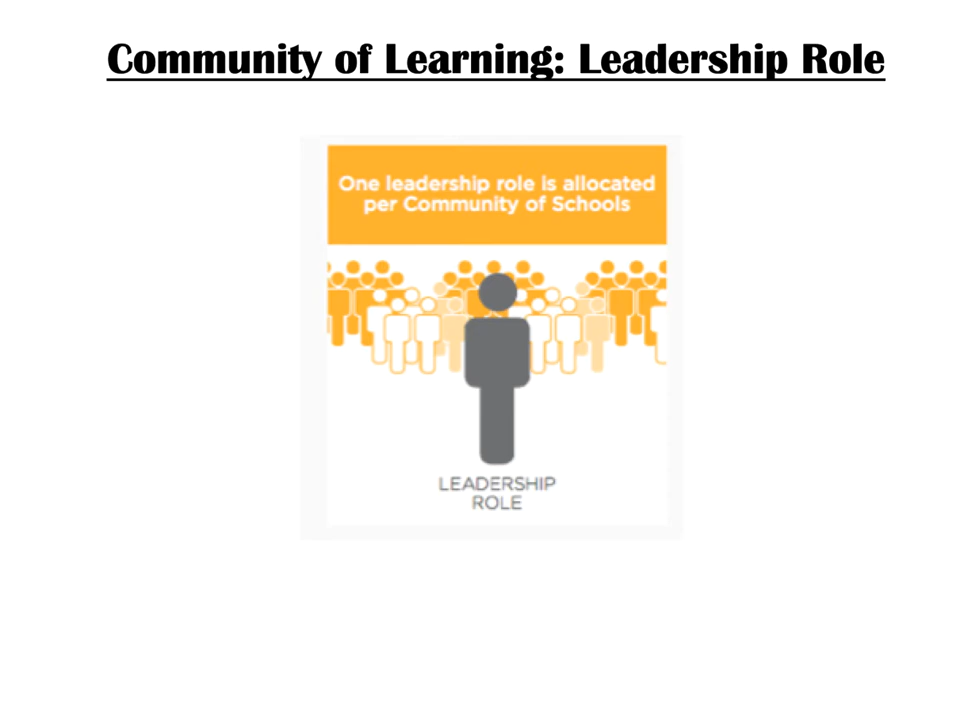 Community of Learning: Leadership Role
One leadership role is allocated
per Community of Schools
LEADERSHIP
ROLE